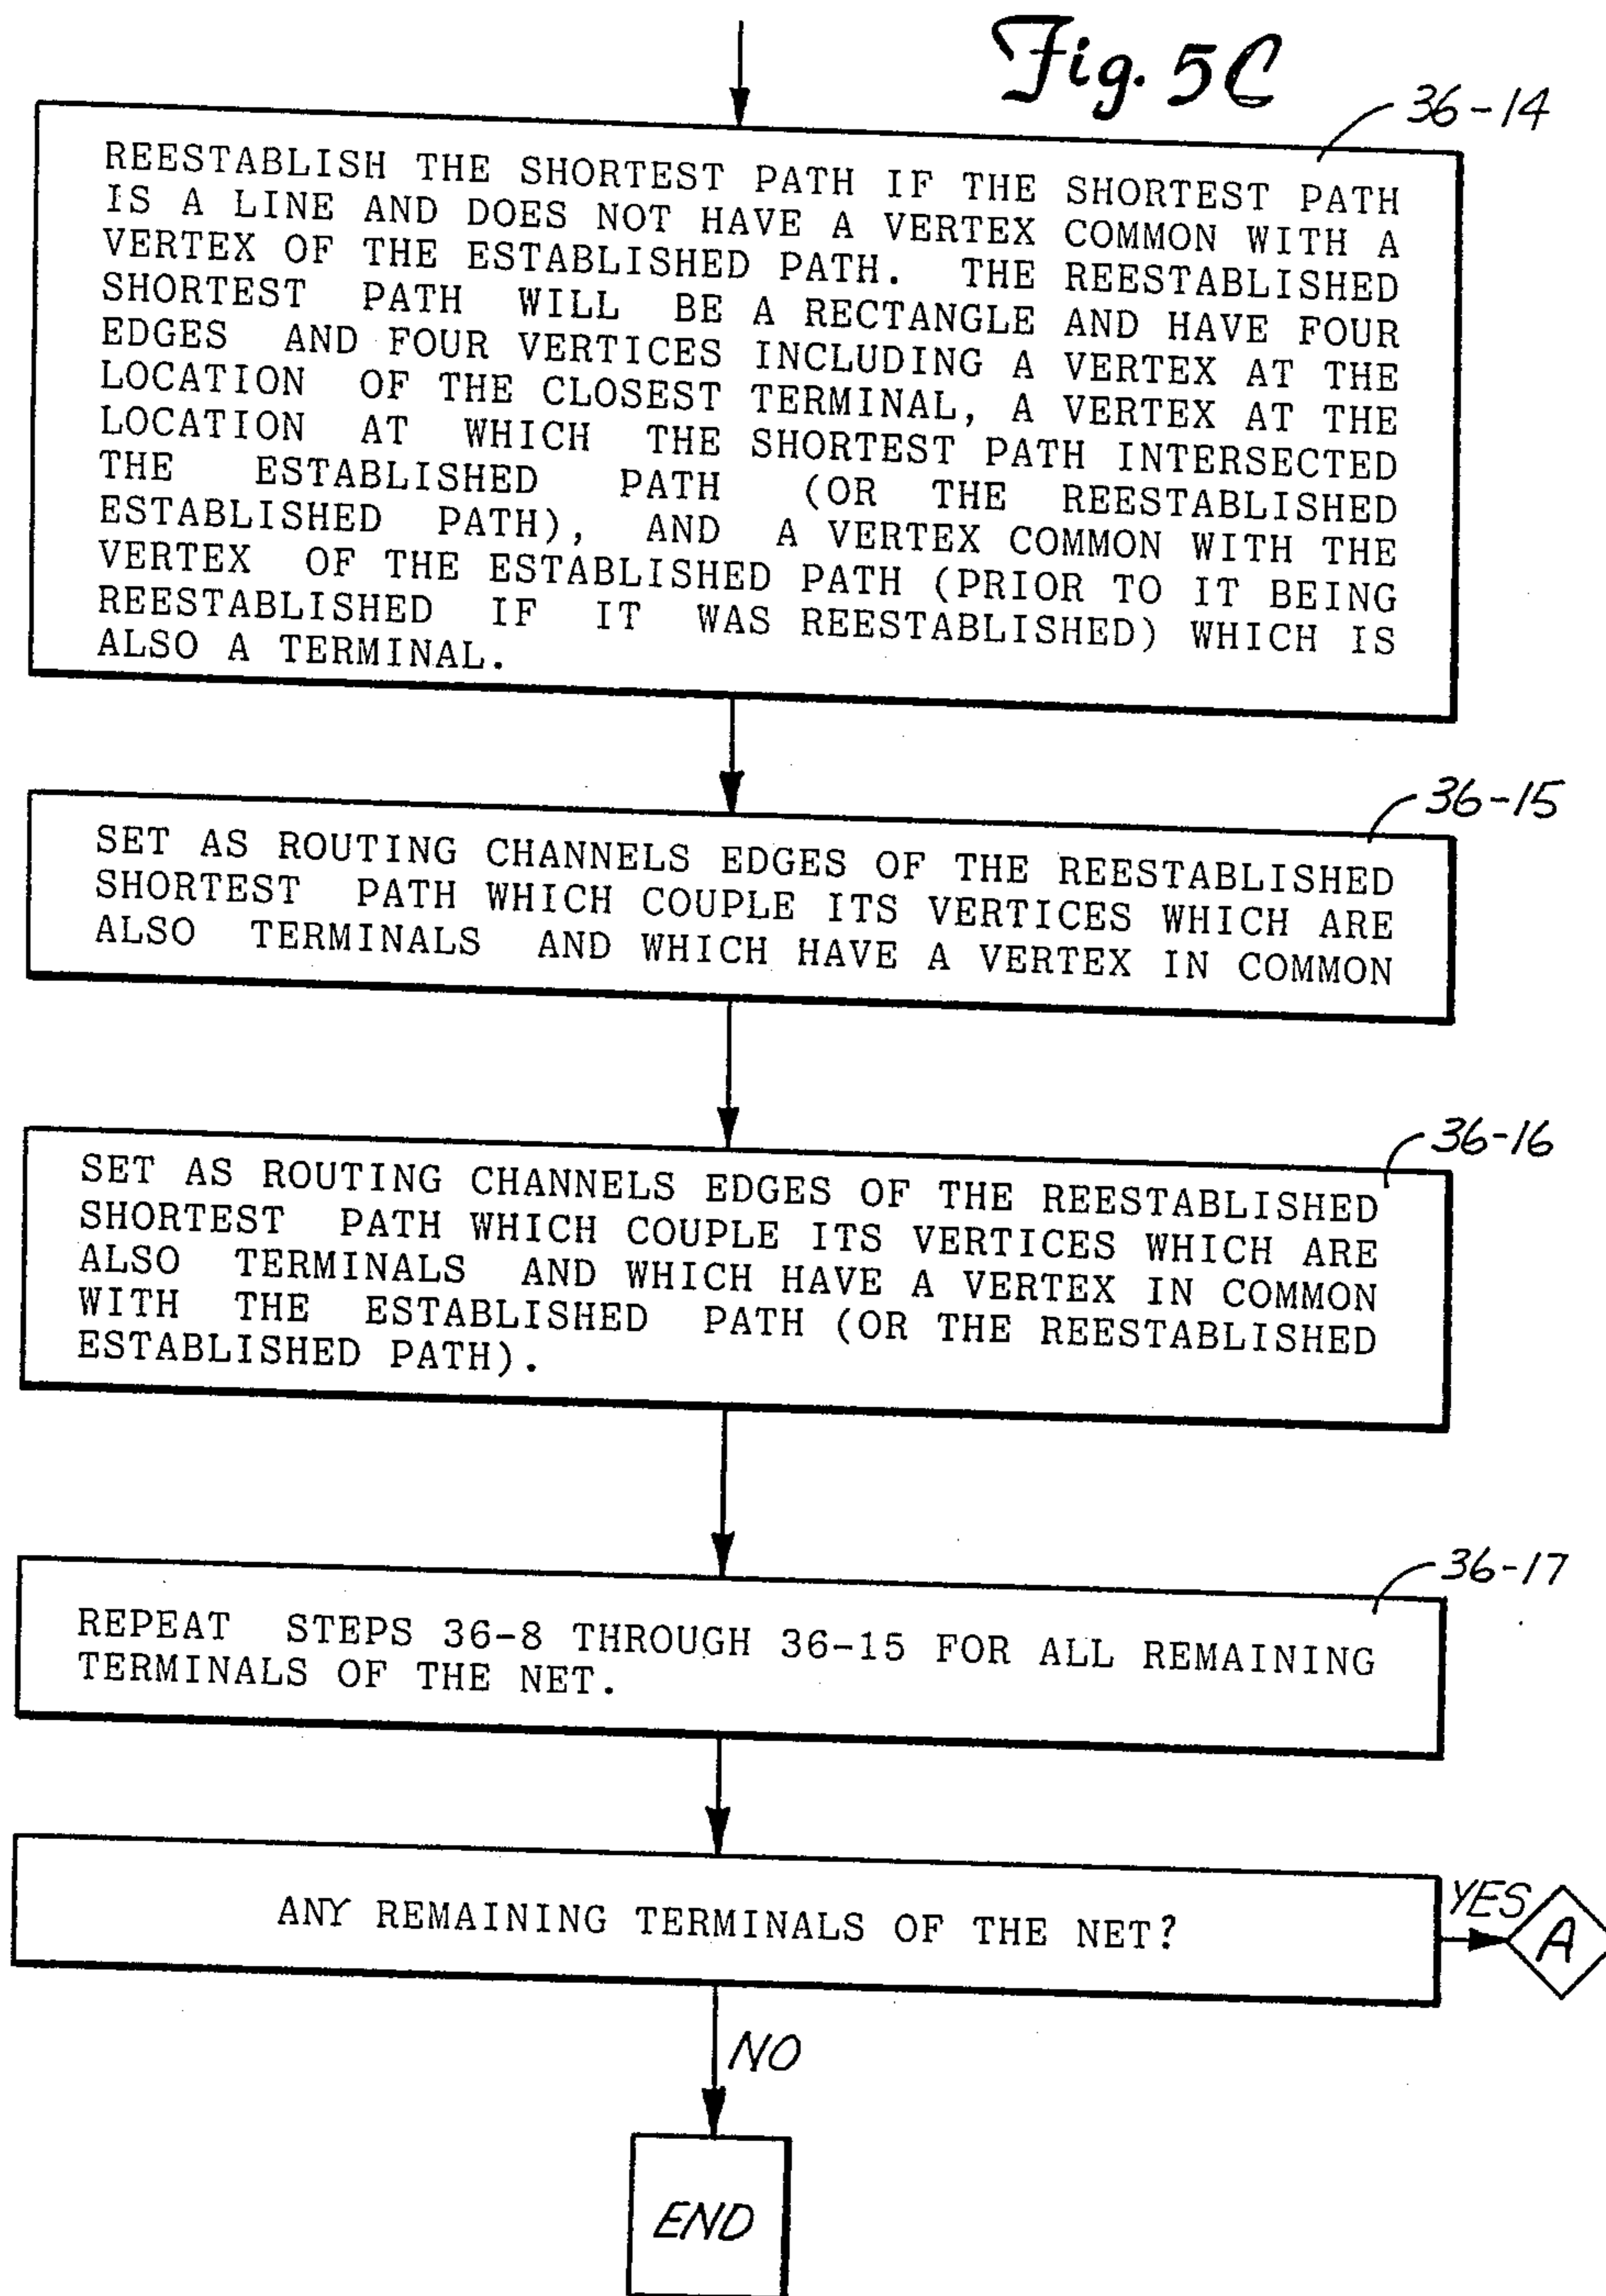 Fig. 5C
36-14
REESTABLISH THE SHORTEST PATH IF THE SHORTEST PATH
IS A LINE AND DOES NOT HAVE A VERTEX COMMON WITH A
VERTEX OF THE ESTABLISHED PATH. THE REESTABLISHED
SHORTEST PATH WILL BE A RECTANGLE AND HAVE FOUR
EDGES AND FOUR VERTICES INCLUDING A VERTEX AT THE
LOCATION OF THE CLOSEST TERMINAL, A VERTEX AT THE
LOCATION AT WHICH THE SHORTEST PATH INTERSECTED
THE ESTABLISHED PATH (OR THE REESTABLISHED
ESTABLISHED PATH), AND A VERTEX COMMON WITH THE
VERTEX OF THE ESTABLISHED PATH (PRIOR TO IT BEING
REESTABLISHED IF IT WAS REESTABLISHED) WHICH IS
ALSO A TERMINAL.
36-15
SET AS ROUTING CHANNELS EDGES OF THE REESTABLISHED
SHORTEST PATH WHICH COUPLE ITS VERTICES WHICH ARE
ALSO TERMINALS AND WHICH HAVE A VERTEX IN COMMON
36-16
SET AS ROUTING CHANNELS EDGES OF THE REESTABLISHED
SHORTEST PATH WHICH COUPLE ITS VERTICES WHICH ARE
ALSO TERMINALS AND WHICH HAVE A VERTEX IN COMMON
WITH THE ESTABLISHED PATH (OR THE REESTABLISHED
ESTABLISHED PATH).
36-17
REPEAT STEPS 36-8 THROUGH 36-15 FOR ALL REMAINING
TERMINALS OF THE NET.
ANY REMAINING TERMINALS OF THE NET?
YES
A
NO
END